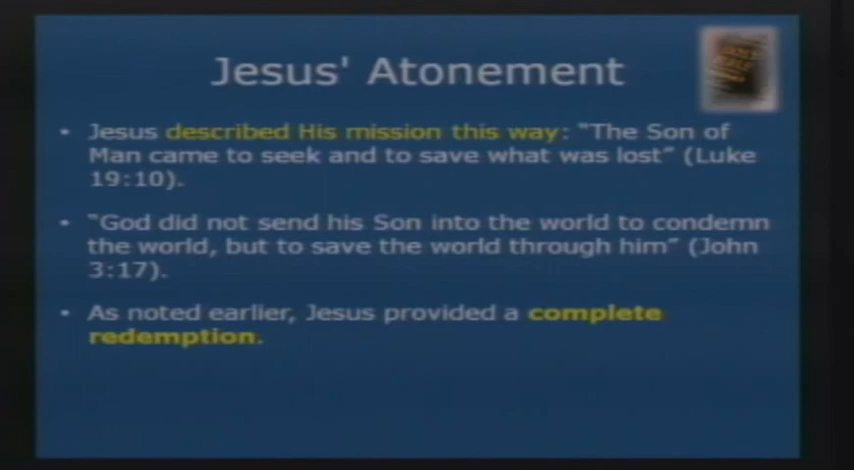 Jesus' Atonement
• Jesus described His mission this way: "The Son of
Man came to seek and to save what was lost" (Luke
19:10).
• "God did not send his Son into the world to condemn
the world, but to save the world through him" (John
3:17).
• As noted earlier, Jesus provided a complete
redemption.